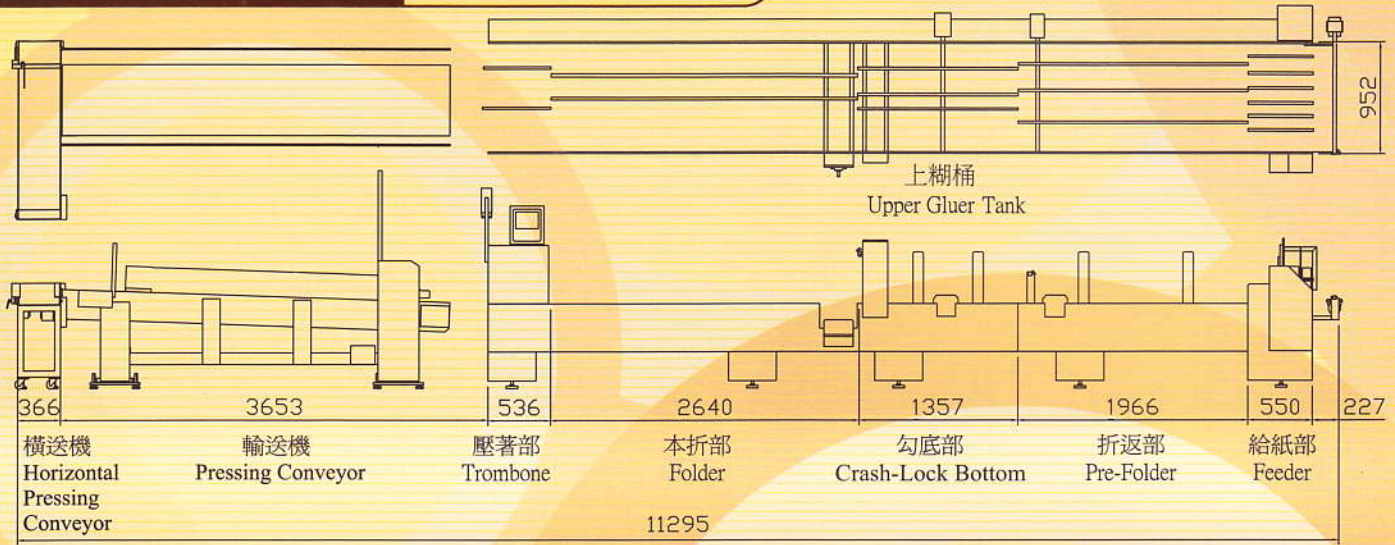 952
上糊桶
Upper Gluer Tank
366
3653
536
2640
1357
1966
550
227
橫送機
Horizontal
Pressing
Conveyor
輸送機
Pressing Conveyor
壓著部
Trombone
本折部
Folder
勾底部
Crash-Lock Bottom
折返部
Pre-Folder
給紙部
Feeder
11295